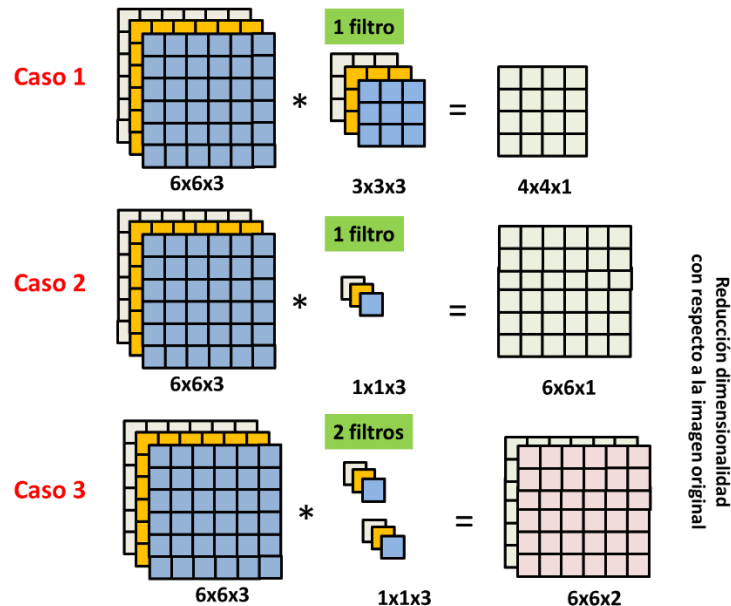 1 filtro
Caso 1
*
=
6x6x3
3x3x3
4x4x1
1 filtro
Caso 2
*
=
6x6x3
1x1x3
6x6x1
2 filtros
Caso 3
*
=
6x6x3
1x1x3
6x6x2
Reducción dimensionalidad
con respecto a la imagen original